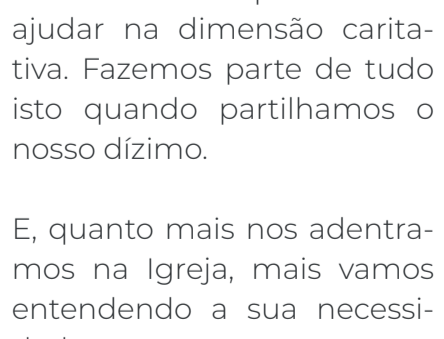 ajudar na dimensão carita-
tiva. Fazemos parte de tudo
isto quando partilhamos o
nosso dízimo.
E, quanto mais nos adentra-
mos na Igreja, mais vamos
entendendo a sua necessi-